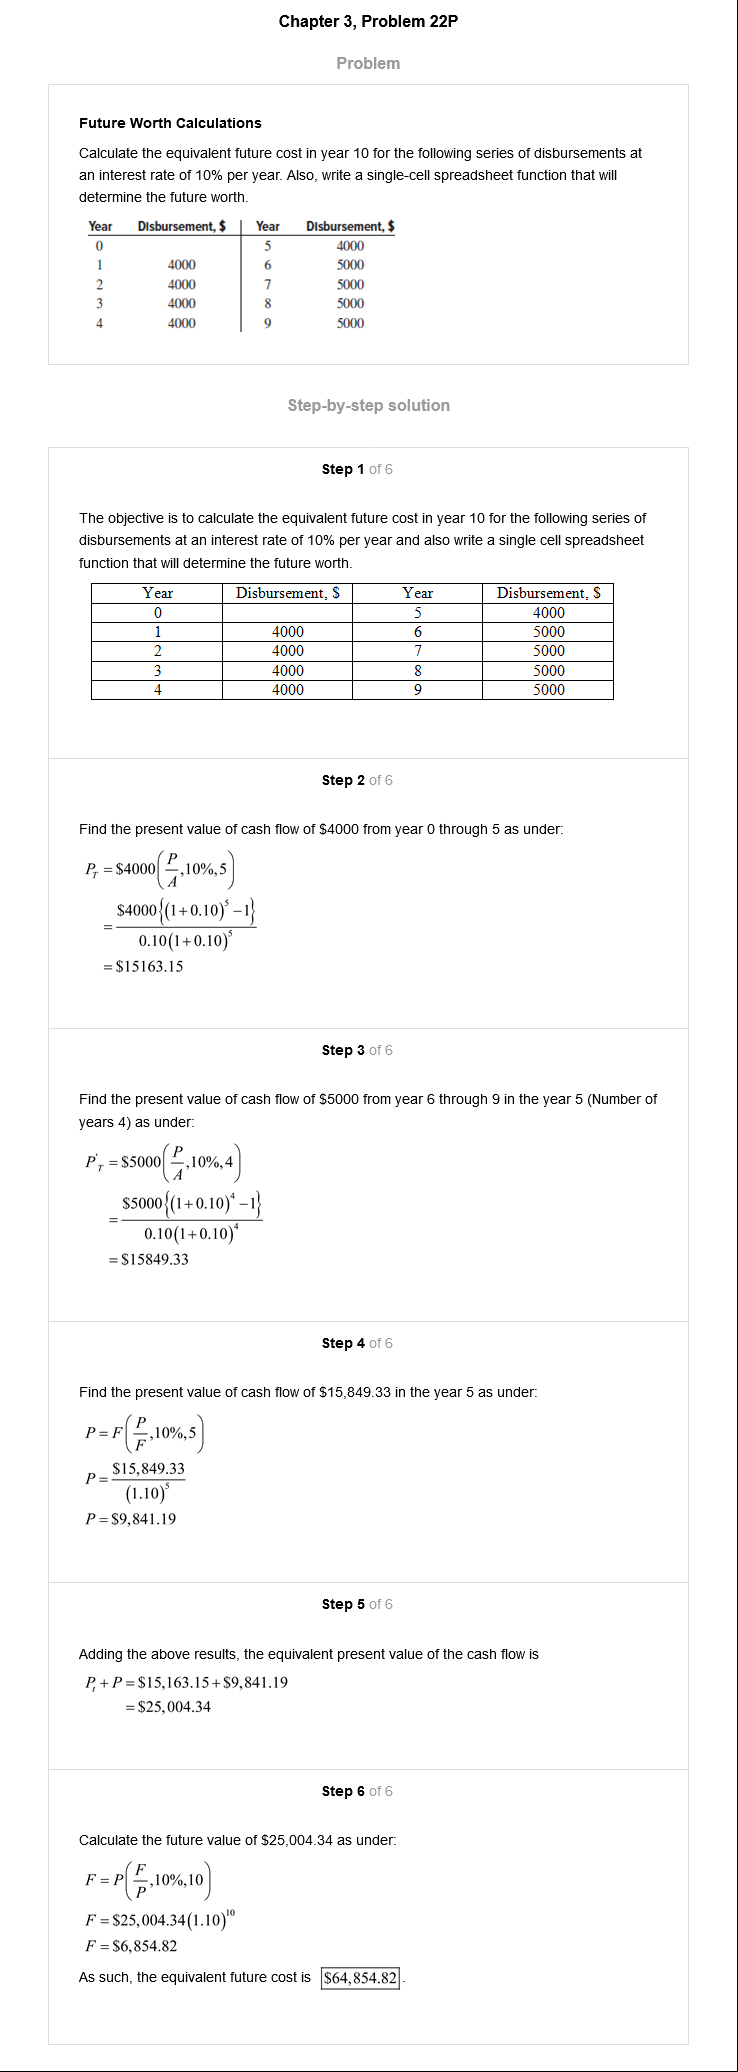 Chapter 3, Problem 22P
Problem
Future Worth Calculations
Calculate the equivalent future cost in year 10 for the following series of disbursements at
an interest rate of 10% per year. Also, write a single-cell spreadsheet function that will
determine the future worth.
Year Disbursement, $ Year Disbursement, $
0 5 4000
1 4000 6 5000
2 4000 7 5000
3 4000 8 5000
4 4000 9 5000
Step-by-step solution
Step 1 of 6
The objective is to calculate the equivalent future cost in year 10 for the following series of
disbursements at an interest rate of 10% per year and also write a single cell spreadsheet
function that will determine the future worth.
Year Disbursement, $ Year Disbursement, $
0 5 4000
1 4000 6 5000
2 4000 7 5000
3 4000 8 5000
4 4000 9 5000
Step 2 of 6
Find the present value of cash flow of $4000 from year 0 through 5 as under:
P_T = $4000(P/A,10%,5)
= $4000{(1+0.10)^5 −1} / 0.10(1+0.10)^5
= $15163.15
Step 3 of 6
Find the present value of cash flow of $5000 from year 6 through 9 in the year 5 (Number of
years 4) as under:
P'_T = $5000(P/A,10%,4)
= $5000{(1+0.10)^4 −1} / 0.10(1+0.10)^4
= $15849.33
Step 4 of 6
Find the present value of cash flow of $15,849.33 in the year 5 as under:
P = F(P/F,10%,5)
P = $15,849.33 / (1.10)^5
P = $9,841.19
Step 5 of 6
Adding the above results, the equivalent present value of the cash flow is
P_t + P = $15,163.15 + $9,841.19
= $25,004.34
Step 6 of 6
Calculate the future value of $25,004.34 as under:
F = P(F/P,10%,10)
F = $25,004.34(1.10)^10
F = $6,854.82
As such, the equivalent future cost is $64,854.82.